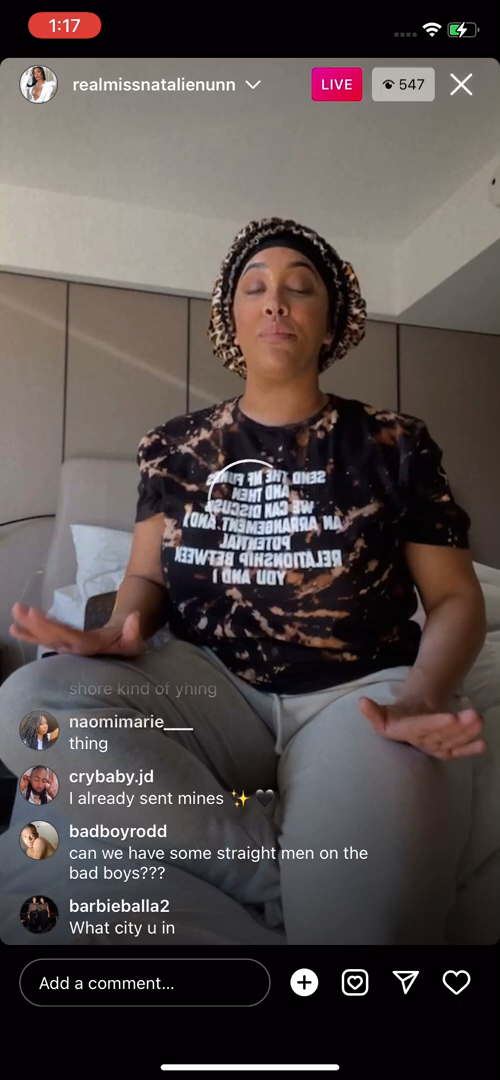 1:17
realmissnatalienunn
LIVE
547
SEND ME THE NF FUNDS
AND THEN
WE CAN DISCUSS
AN ARRANGEMENT AND /
POTENTIAL
RELATIONSHIP BETWEEN
YOU AND I
shore kind of yhing
naomimarie___
thing
crybaby.jd
I already sent mines ✨🖤
badboyrodd
can we have some straight men on the
bad boys???
barbieballa2
What city u in
Add a comment...